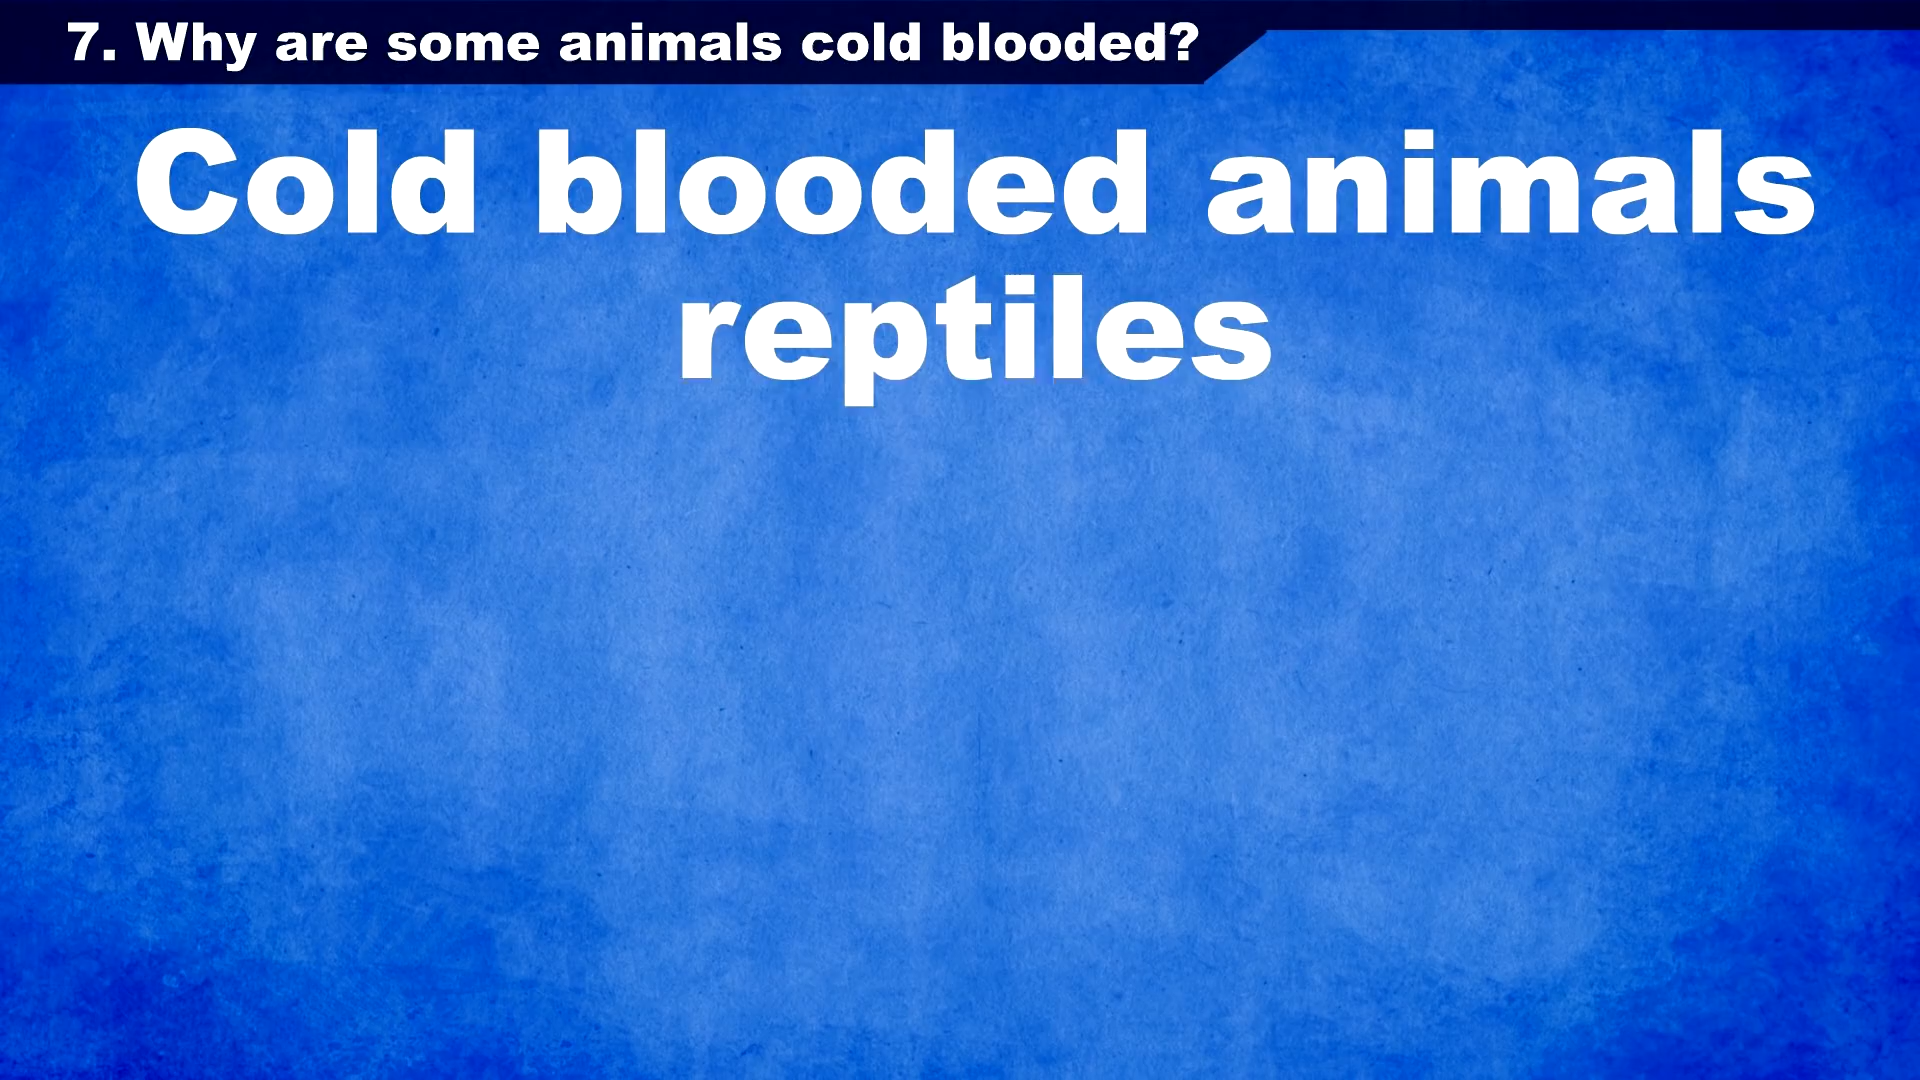 7. Why are some animals cold blooded?
Cold blooded animals
reptiles